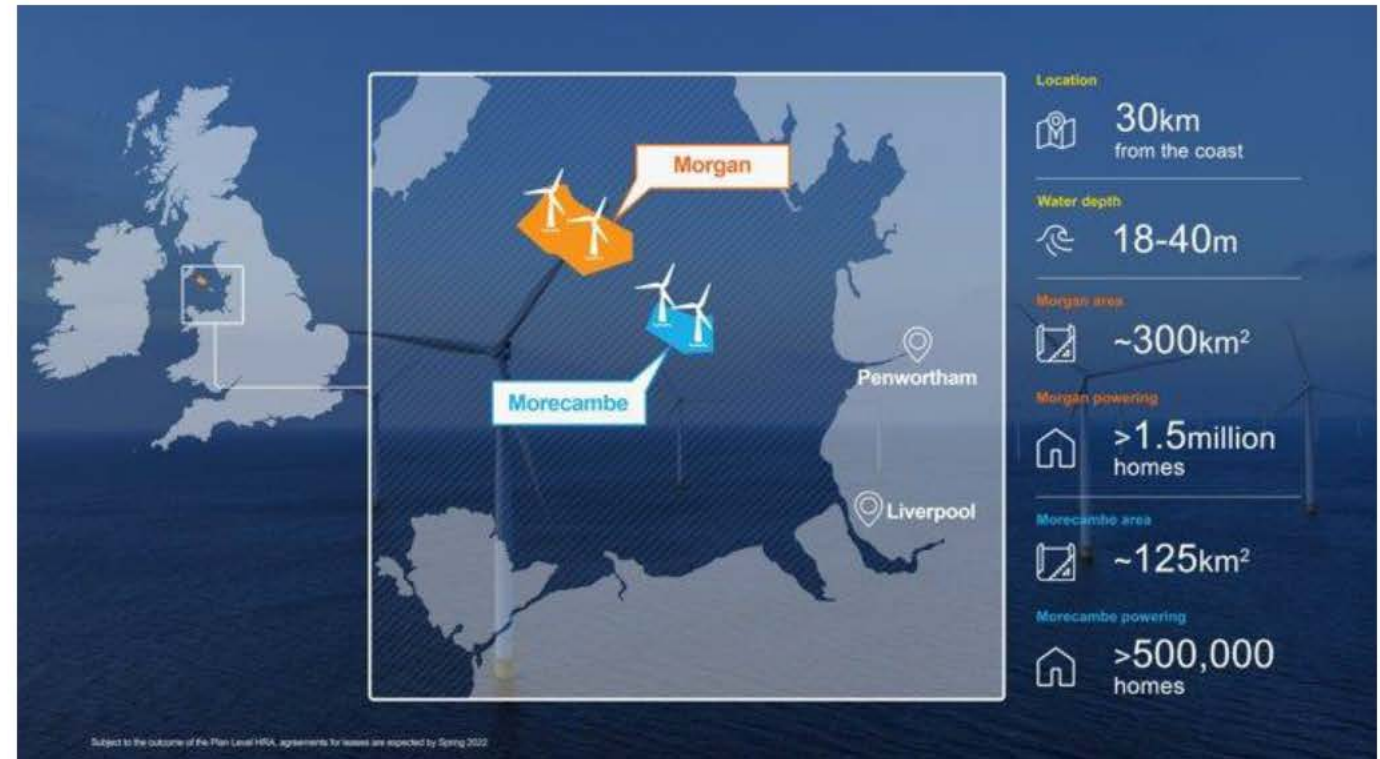 Morgan
Morecambe
Penwortham
Liverpool
Location
30km
from the coast
Water depth
18-40m
Morgan area
~300km²
Morgan powering
>1.5million
homes
Morecambe area
~125km²
Morecambe powering
>500,000
homes
Subject to the outcome of the Plan Level HRA, agreements for leases are expected by Spring 2022